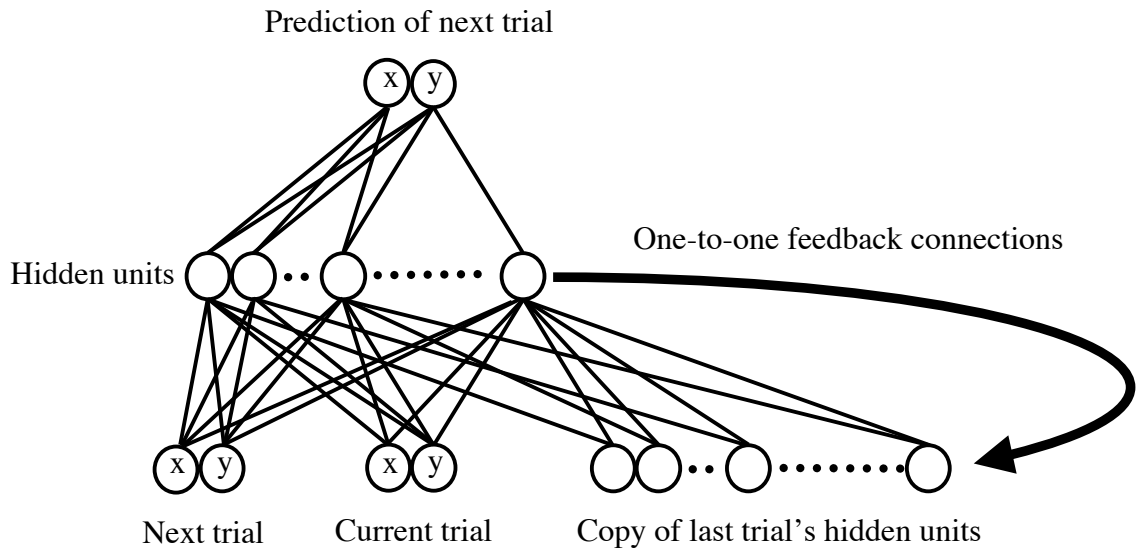 Prediction of next trial
x y
One-to-one feedback connections
Hidden units
x y x y
Next trial Current trial Copy of last trial's hidden units